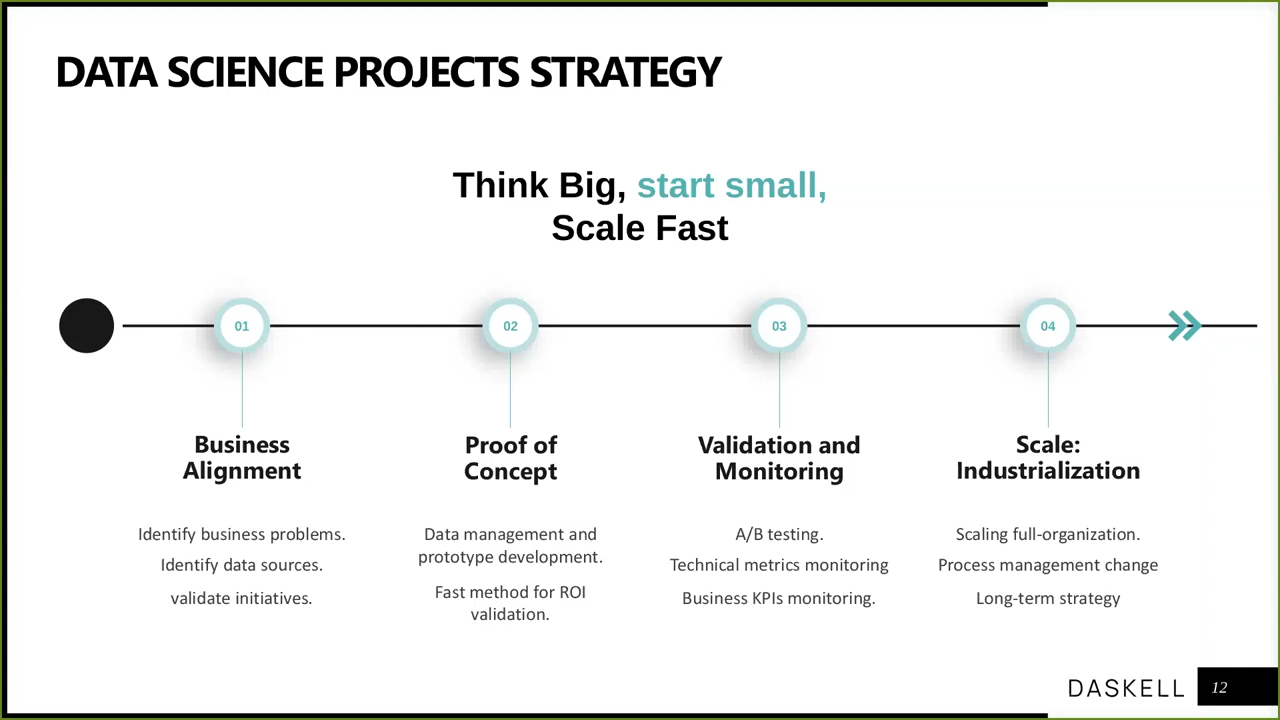 DATA SCIENCE PROJECTS STRATEGY
Think Big, start small,
Scale Fast
01
02
03
04
Business
Alignment
Identify business problems.
Identify data sources.
validate initiatives.
Proof of
Concept
Data management and
prototype development.
Fast method for ROI
validation.
Validation and
Monitoring
A/B testing.
Technical metrics monitoring
Business KPIs monitoring.
Scale:
Industrialization
Scaling full-organization.
Process management change
Long-term strategy
DASKELL
12